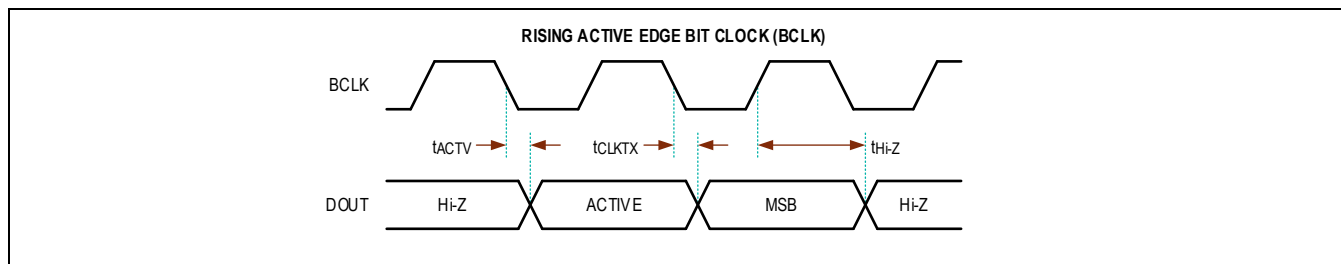 RISING ACTIVE EDGE BIT CLOCK (BCLK)
BCLK
tACTV
tCLKTX
tHi-Z
DOUT
Hi-Z
ACTIVE
MSB
Hi-Z